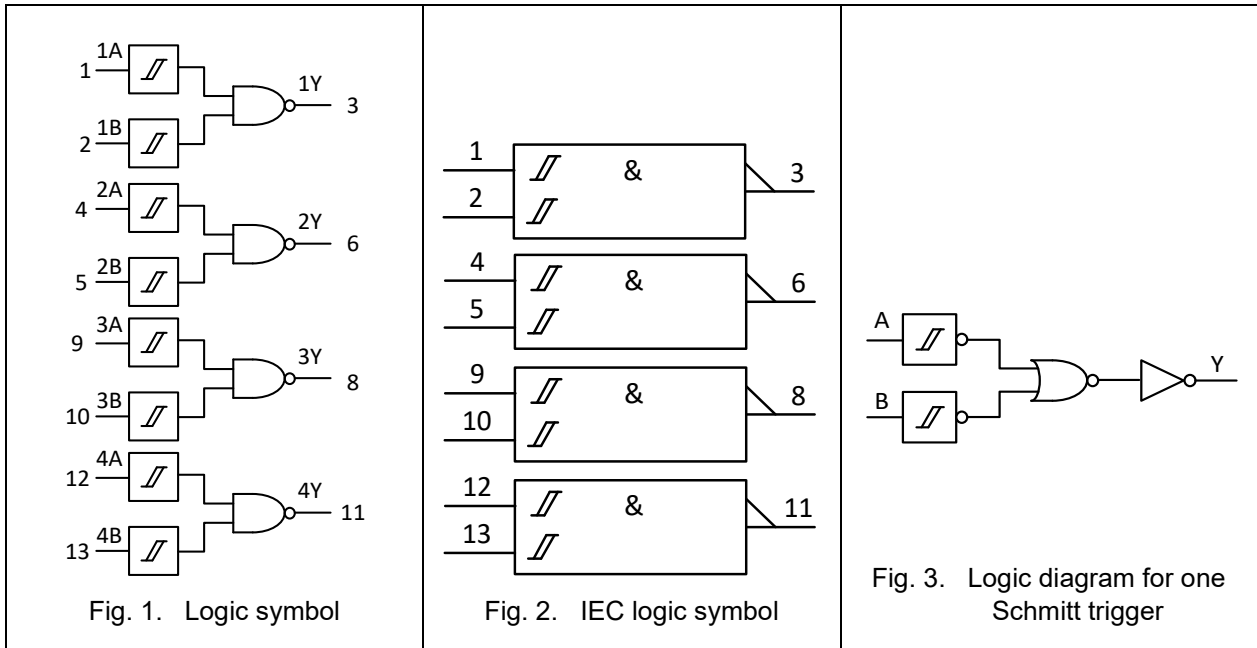 1A
1
1Y
3
1B
2
2A
4
2Y
6
2B
5
3A
9
3Y
8
3B
10
4A
12
4Y
11
4B
13
Fig. 1. Logic symbol
1
&
3
2
4
&
6
5
9
&
8
10
12
&
11
13
Fig. 2. IEC logic symbol
A
Y
B
Fig. 3. Logic diagram for one
Schmitt trigger